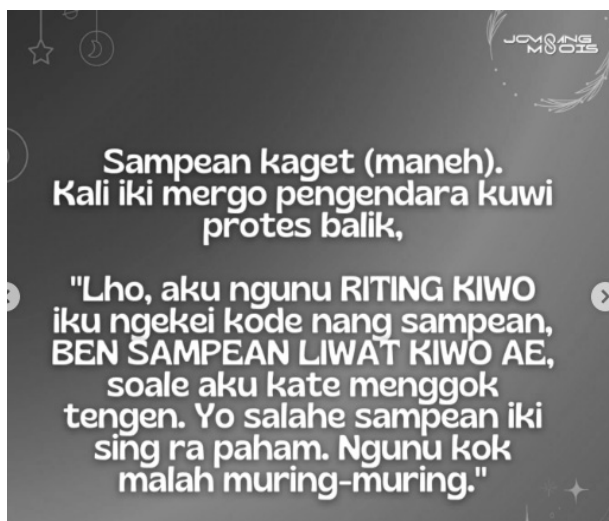 JOMBANG
MOOIS
Sampean kaget (maneh).
Kali iki mergo pengendara kuwi
protes balik,
"Lho, aku ngunu RITING KIWO
iku ngekei kode nang sampean,
BEN SAMPEAN LIWAT KIWO AE,
soale aku kate menggok
tengen. Yo salahe sampean iki
sing ra paham. Ngunu kok
malah muring-muring."